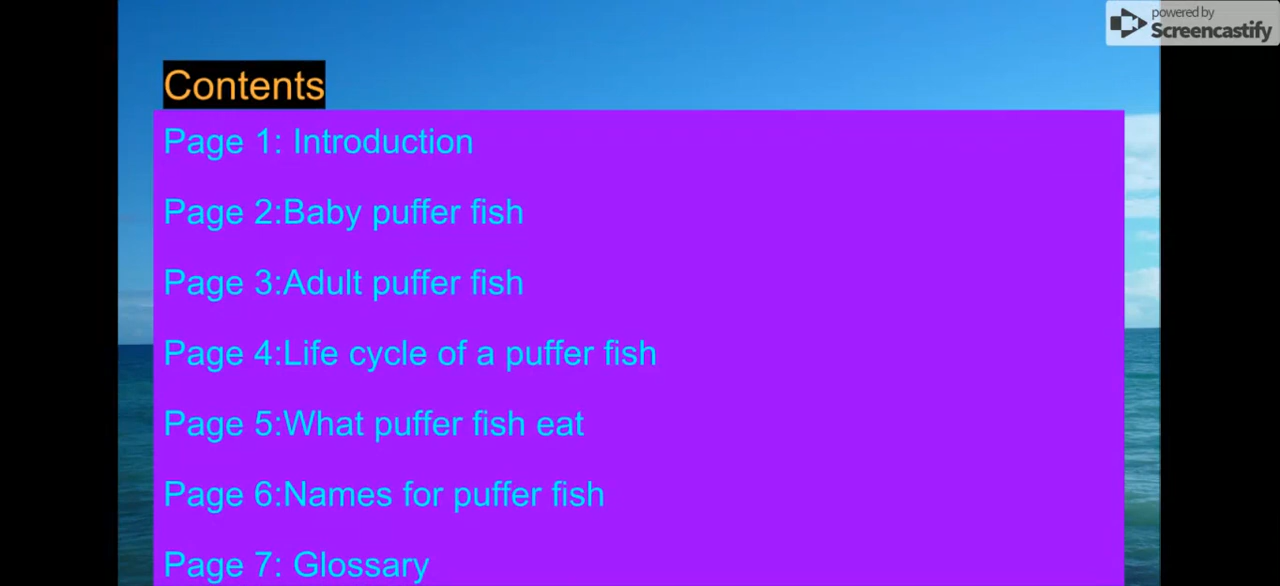 powered by
Screencastify
Contents
Page 1: Introduction
Page 2:Baby puffer fish
Page 3:Adult puffer fish
Page 4:Life cycle of a puffer fish
Page 5:What puffer fish eat
Page 6:Names for puffer fish
Page 7: Glossary